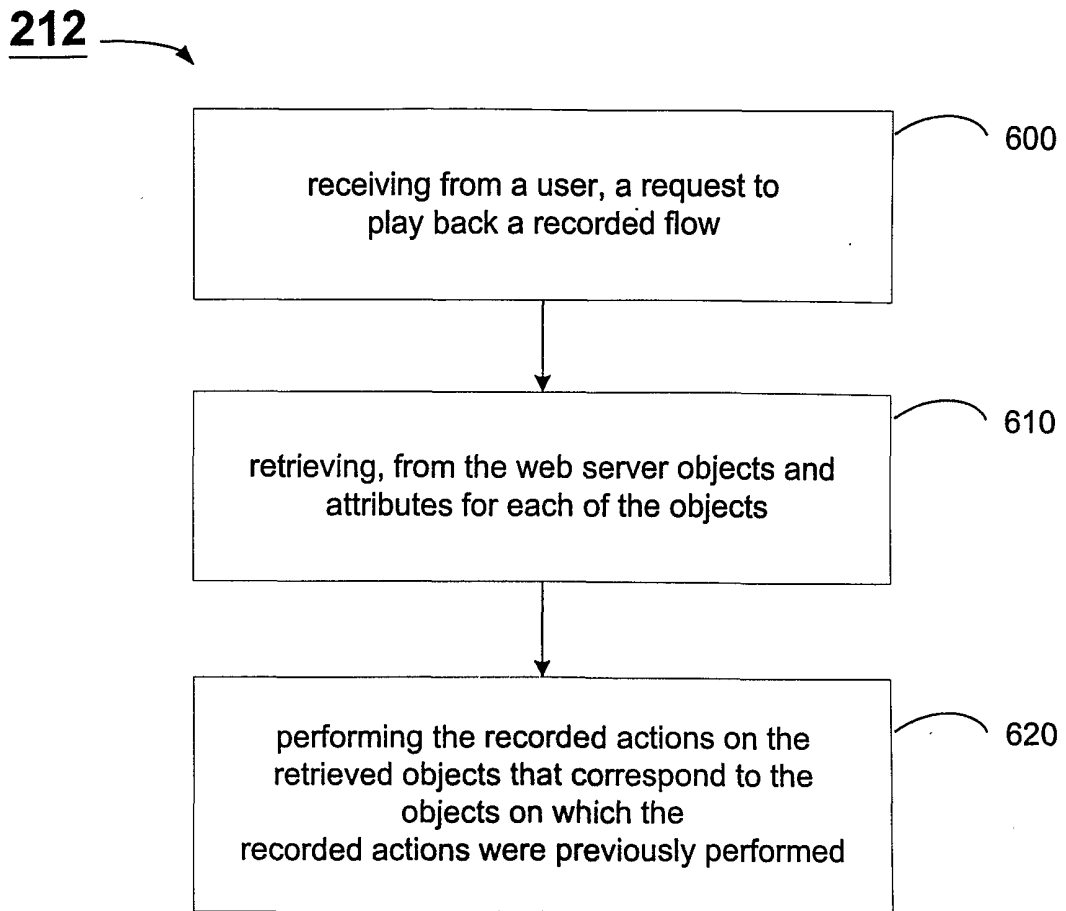 212
600
receiving from a user, a request to
play back a recorded flow
610
retrieving, from the web server objects and
attributes for each of the objects
620
performing the recorded actions on the
retrieved objects that correspond to the
objects on which the
recorded actions were previously performed